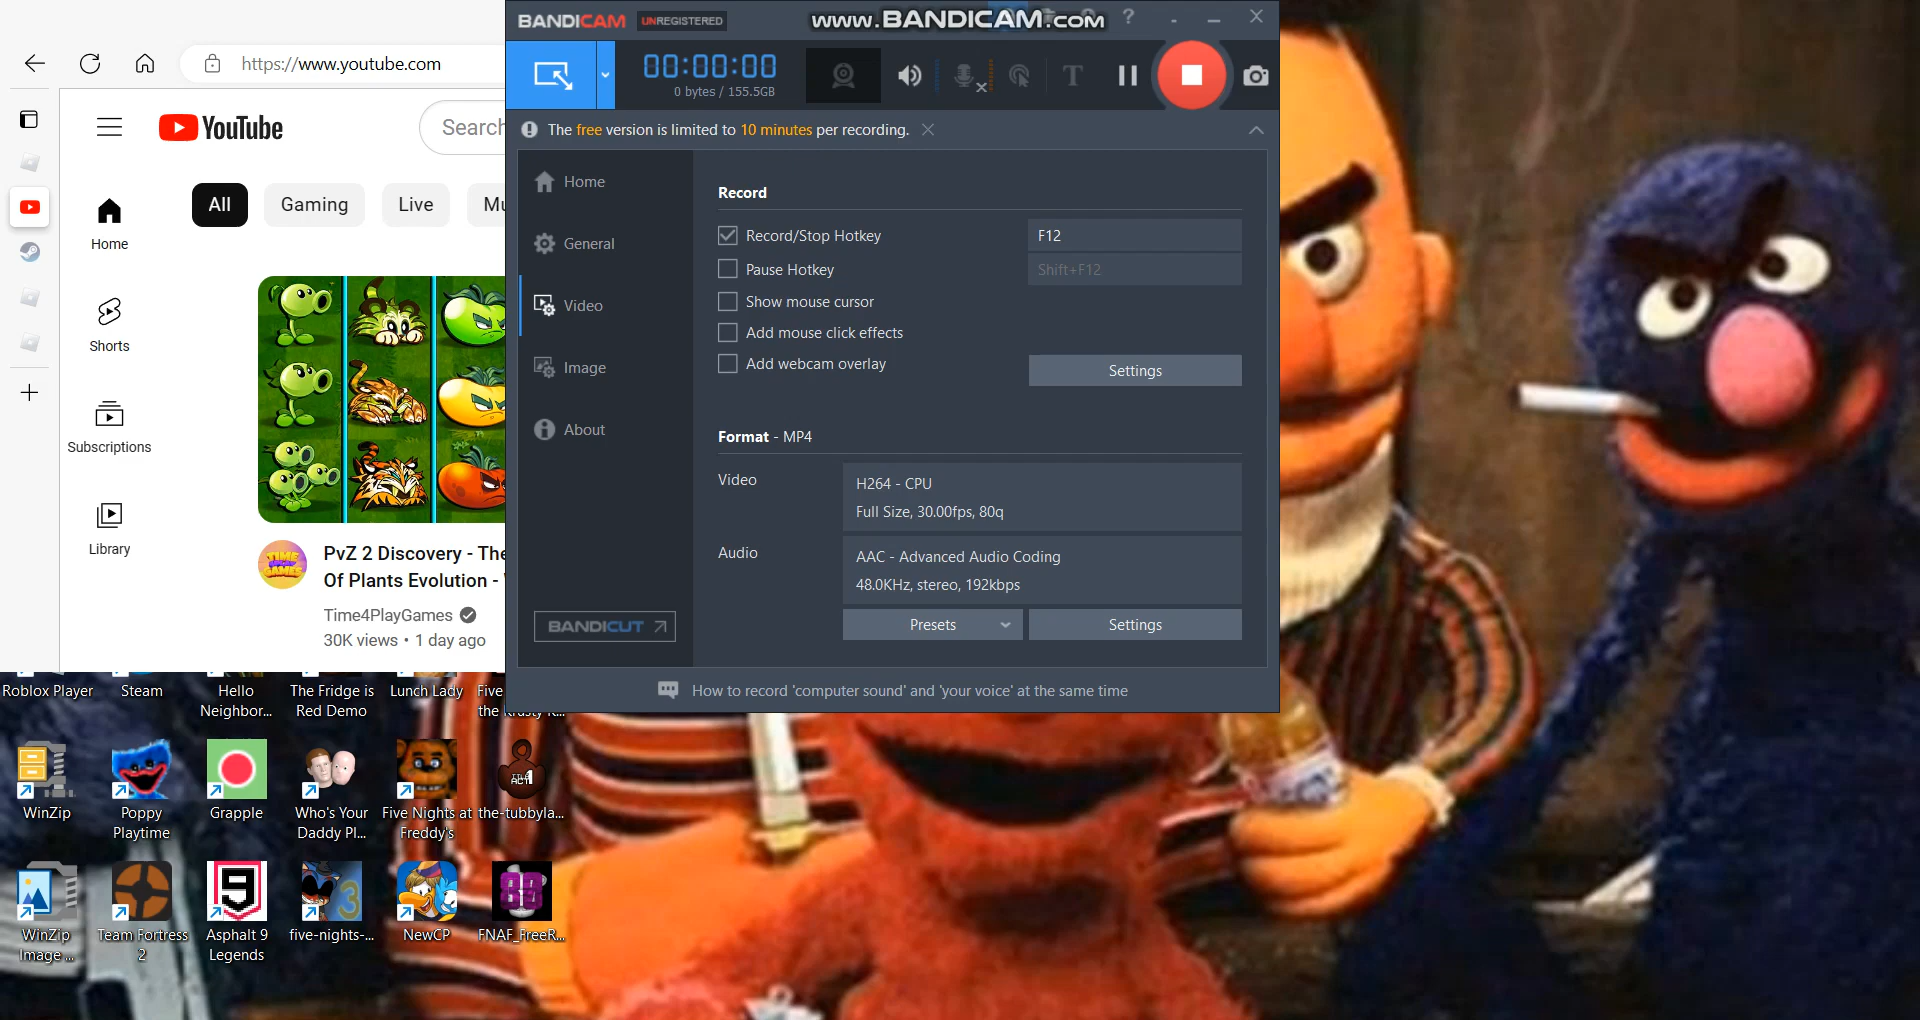 https://www.youtube.com
YouTube
Search
All
Gaming
Live
Mu
Home
Shorts
Subscriptions
Library
PvZ 2 Discovery - The
Of Plants Evolution -
Time4PlayGames
30K views • 1 day ago
BANDICAM UNREGISTERED
www.BANDICAM.com
00:00:00
0 bytes / 155.5GB
The free version is limited to 10 minutes per recording.
Home
General
Video
Image
About
BANDICUT
Record
Record/Stop Hotkey
F12
Pause Hotkey
Shift+F12
Show mouse cursor
Add mouse click effects
Add webcam overlay
Settings
Format - MP4
Video
H264 - CPU
Full Size, 30.00fps, 80q
Audio
AAC - Advanced Audio Coding
48.0KHz, stereo, 192kbps
Presets
Settings
How to record 'computer sound' and 'your voice' at the same time
Roblox Player
Steam
Hello
Neighbor...
The Fridge is
Red Demo
Lunch Lady
Five
the
WinZip
Poppy
Playtime
Grapple
Who's Your
Daddy Pl...
Five Nights at
Freddy's
the-tubbyla...
WinZip
Image ...
Team Fortress
2
Asphalt 9
Legends
five-nights-...
NewCP
FNAF_FreeR...